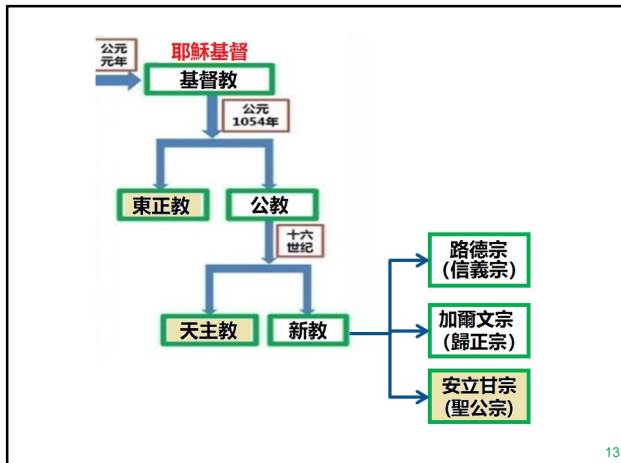 公元
元年
耶穌基督
基督教
公元
1054年
東正教
公教
十六
世纪
天主教
新教
路德宗
(信義宗)
加爾文宗
(歸正宗)
安立甘宗
(聖公宗)
13